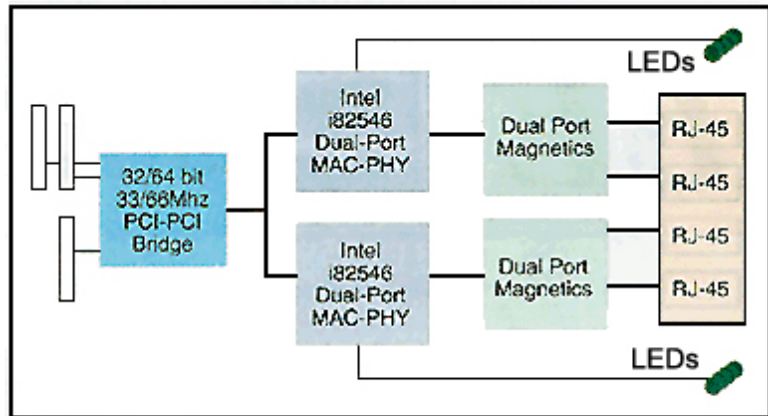 LEDs
Intel
i82546
Dual-Port
MAC-PHY
Dual Port
Magnetics
RJ-45
RJ-45
RJ-45
RJ-45
32/64 bit
33/66Mhz
PCI-PCI
Bridge
Intel
i82546
Dual-Port
MAC-PHY
Dual Port
Magnetics
LEDs